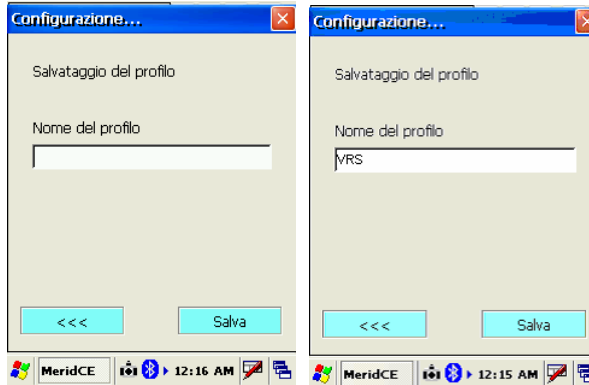 Configurazione...
Salvataggio del profilo
Nome del profilo
<<<
Salva
MeridCE
12:16 AM
Configurazione...
Salvataggio del profilo
Nome del profilo
VRS
<<<
Salva
MeridCE
12:15 AM